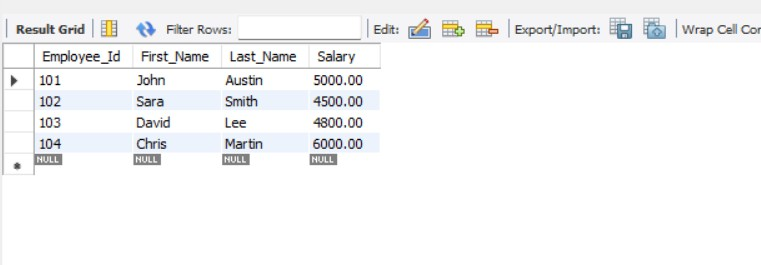 Result Grid Filter Rows: Edit: Export/Import: Wrap Cell Con
Employee_Id First_Name Last_Name Salary
101 John Austin 5000.00
102 Sara Smith 4500.00
103 David Lee 4800.00
104 Chris Martin 6000.00
NULL NULL NULL NULL